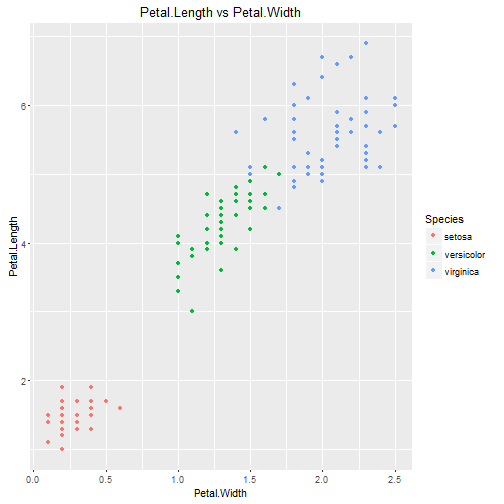 Petal.Length vs Petal.Width
6
4
2
Petal.Length
0.0 0.5 1.0 1.5 2.0 2.5
Petal.Width
Species
setosa
versicolor
virginica